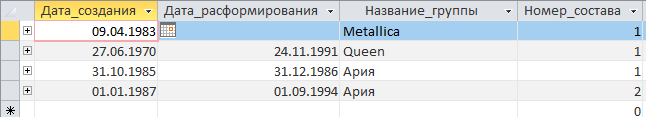 Дата_создания Дата_расформирования Название_группы Номер_состава
09.04.1983 Metallica 1
27.06.1970 24.11.1991 Queen 1
31.10.1985 31.12.1986 Ария 1
01.01.1987 01.09.1994 Ария 2
0